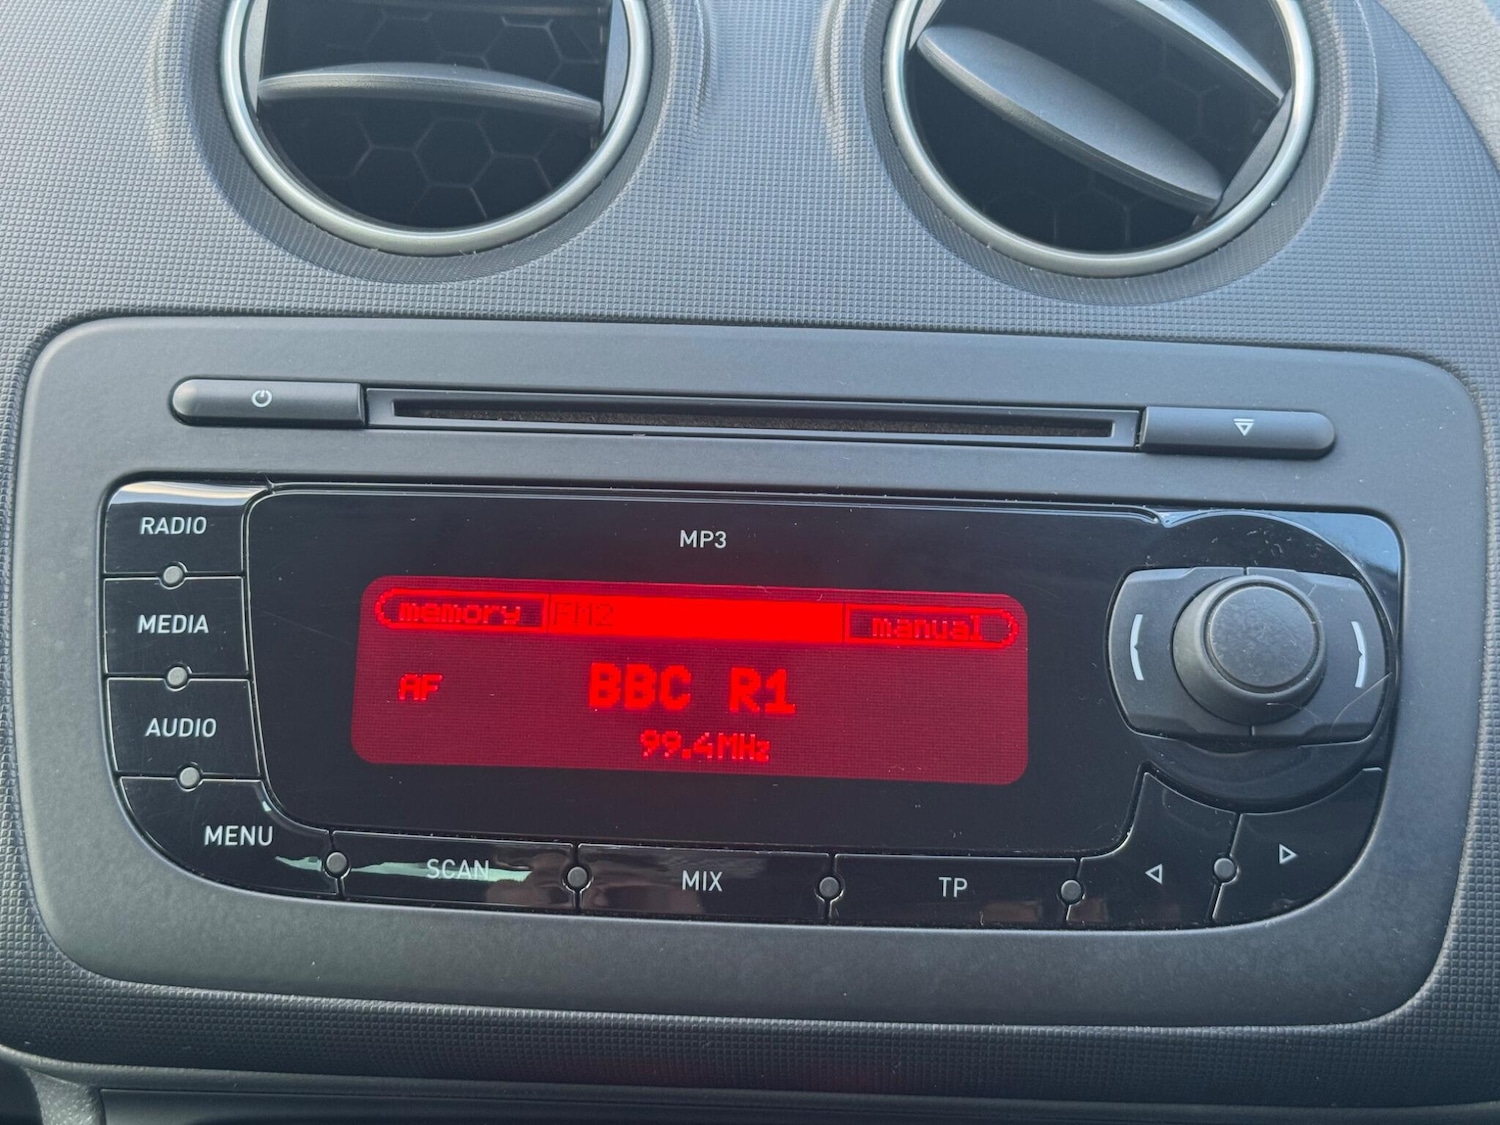 MP3
RADIO
MEDIA
AUDIO
MENU
memory FM2 manual
AF BBC R1
99.4MHz
SCAN MIX TP